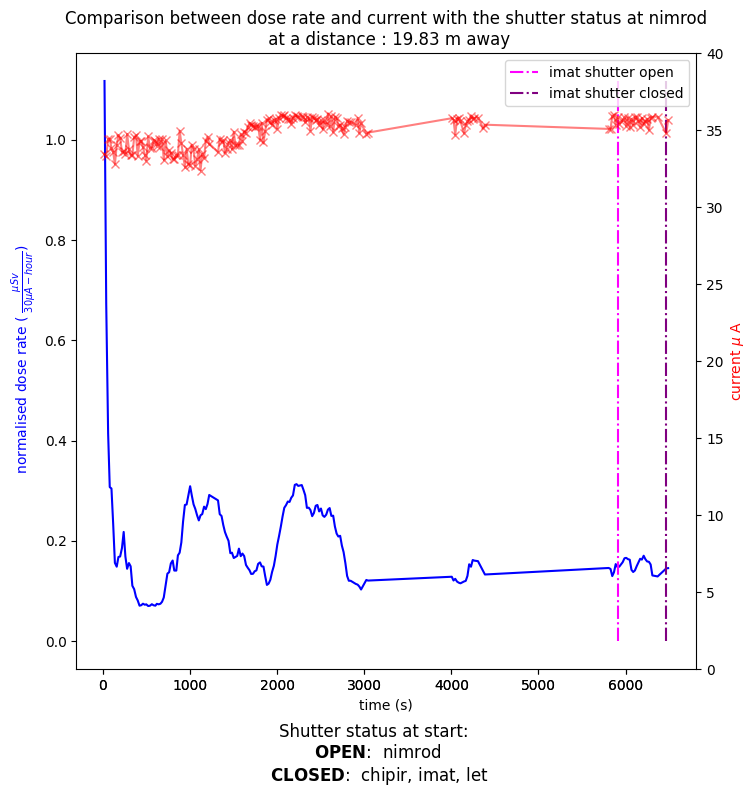 Comparison between dose rate and current with the shutter status at nimrod
at a distance : 19.83 m away
imat shutter open
imat shutter closed
normalised dose rate ( μSv / 30μA − hour )
1.0
0.8
0.6
0.4
0.2
0.0
40
35
30
25
20
15
10
5
0
current μ A
0 1000 2000 3000 4000 5000 6000
time (s)
Shutter status at start:
OPEN: nimrod
CLOSED: chipir, imat, let